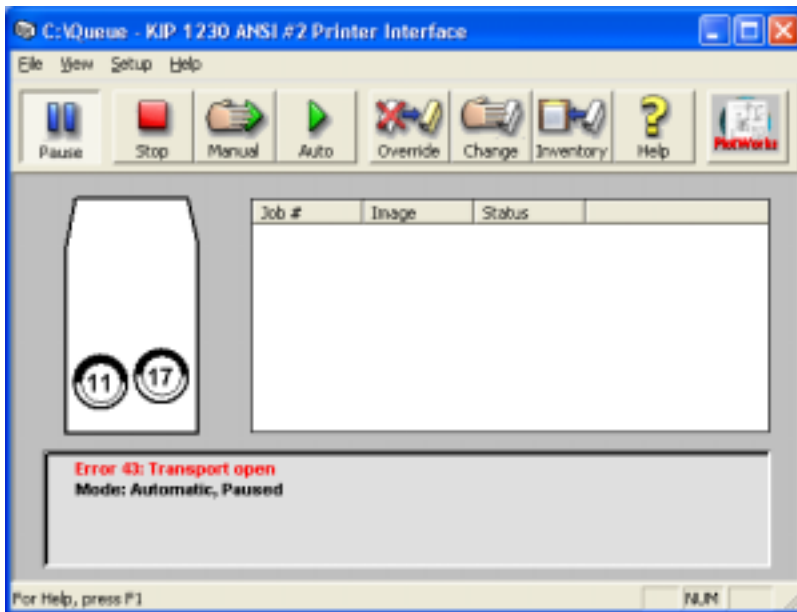 C:\Queue - KIP 1230 ANSI #2 Printer Interface
File View Setup Help
Pause Stop Manual Auto Override Change Inventory Help PlotWorks
Job # Image Status
11 17
Error 43: Transport open
Mode: Automatic, Paused
For Help, press F1 NUM